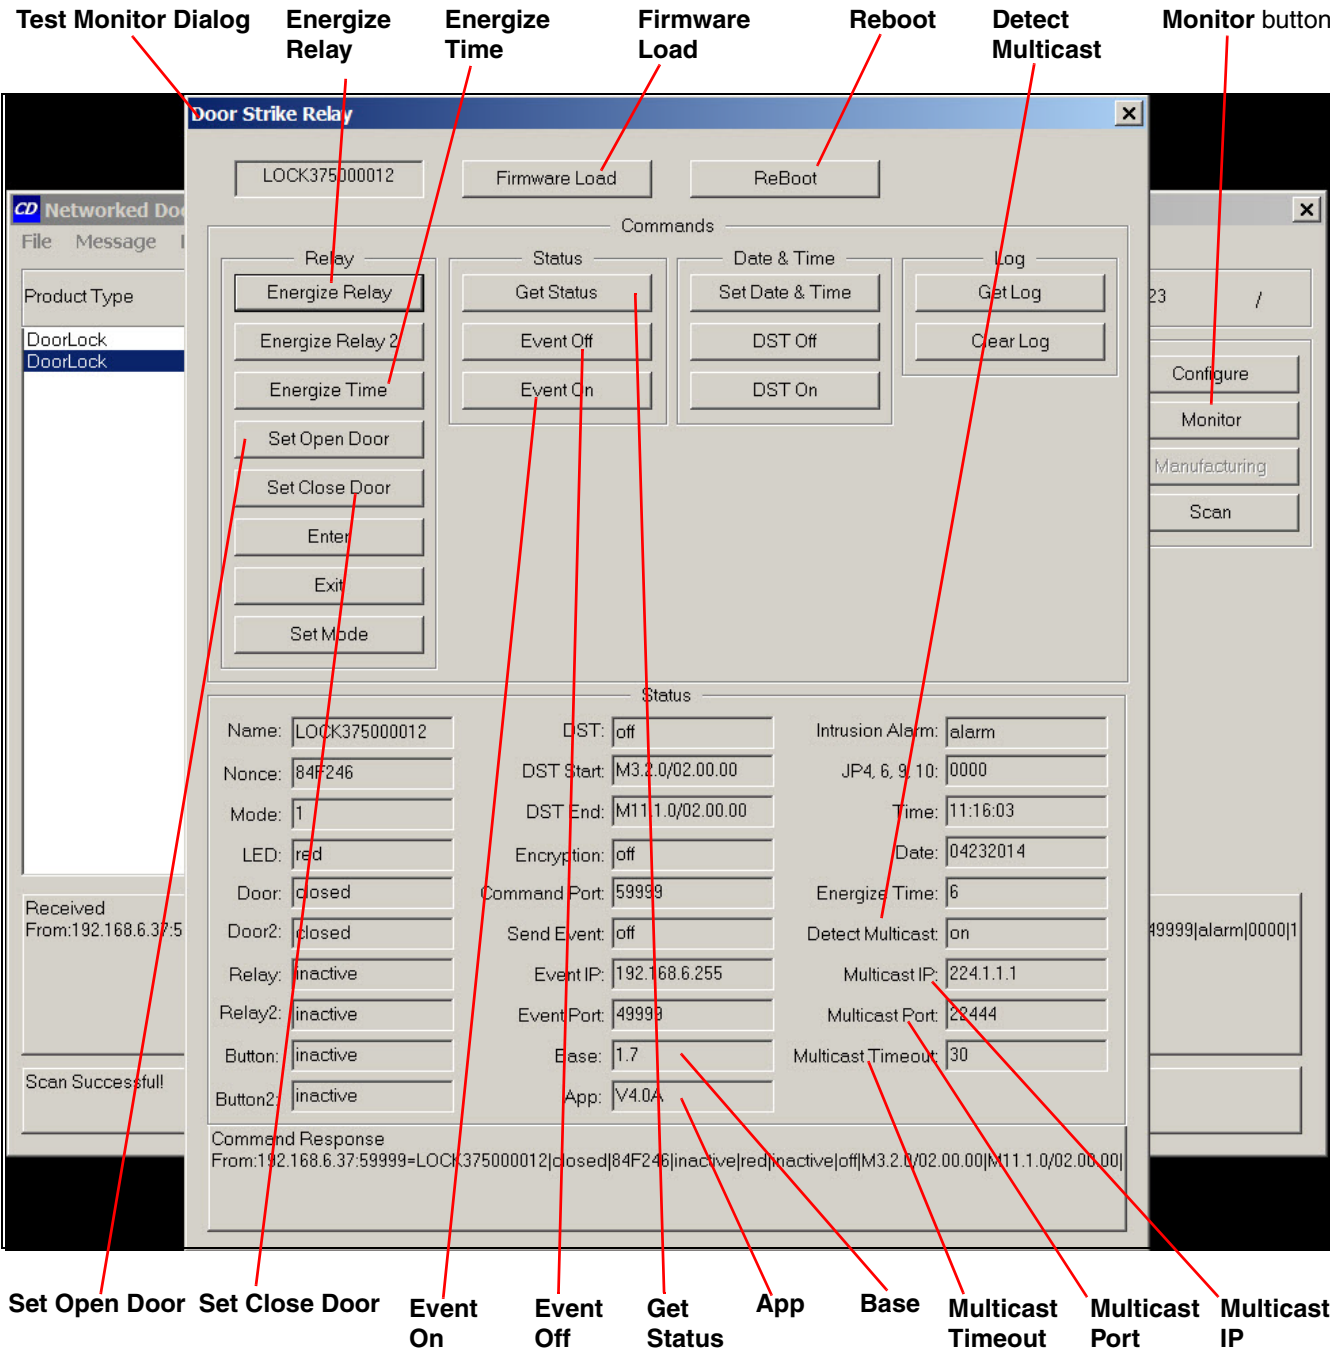 Test Monitor Dialog
Energize Relay
Energize Time
Firmware Load
Reboot
Detect Multicast
Monitor button
Door Strike Relay
LOCK375000012
Firmware Load
ReBoot
CD Networked Do
File Message
Product Type
DoorLock
DoorLock
Received
From:192.168.6.37:5
Scan Successful!
Commands
Relay
Energize Relay
Energize Relay 2
Energize Time
Set Open Door
Set Close Door
Enter
Exit
Set Mode
Status
Get Status
Event Off
Event On
Date & Time
Set Date & Time
DST Off
DST On
Log
Get Log
Clear Log
23 /
Configure
Monitor
Manufacturing
Scan
49999|alarm|0000|1
Status
Name: LOCK375000012
Nonce: 84F246
Mode: 1
LED: red
Door: closed
Door2: closed
Relay: inactive
Relay2: inactive
Button: inactive
Button2: inactive
DST: off
DST Start: M3.2.0/02.00.00
DST End: M11.1.0/02.00.00
Encryption: off
Command Port: 59999
Send Event: off
Event IP: 192.168.6.255
Event Port: 49999
Base: 1.7
App: V4.0A
Intrusion Alarm: alarm
JP4, 6, 9, 10: 0000
Time: 11:16:03
Date: 04232014
Energize Time: 6
Detect Multicast: on
Multicast IP: 224.1.1.1
Multicast Port: 22444
Multicast Timeout: 30
Command Response
From:192.168.6.37:59999=LOCK375000012|closed|84F246|inactive|red|inactive|off|M3.2.0/02.00.00|M11.1.0/02.00.00|
Set Open Door
Set Close Door
Event On
Event Off
Get Status
App
Base
Multicast Timeout
Multicast Port
Multicast IP